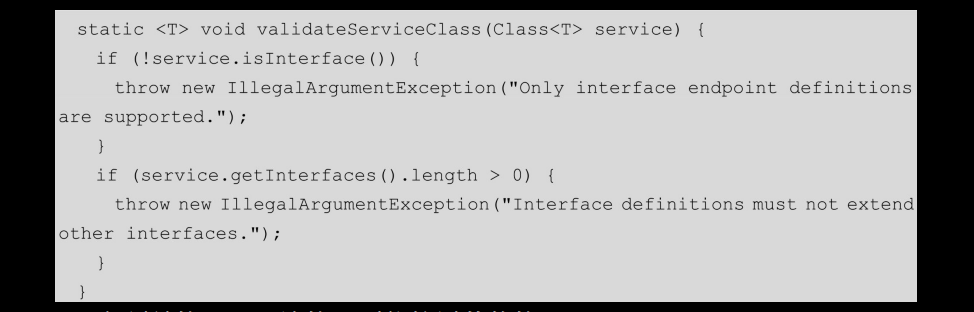 static <T> void validateServiceClass(Class<T> service) {
if (!service.isInterface()) {
throw new IllegalArgumentException("Only interface endpoint definitions
are supported.");
}
if (service.getInterfaces().length > 0) {
throw new IllegalArgumentException("Interface definitions must not extend
other interfaces.");
}
}